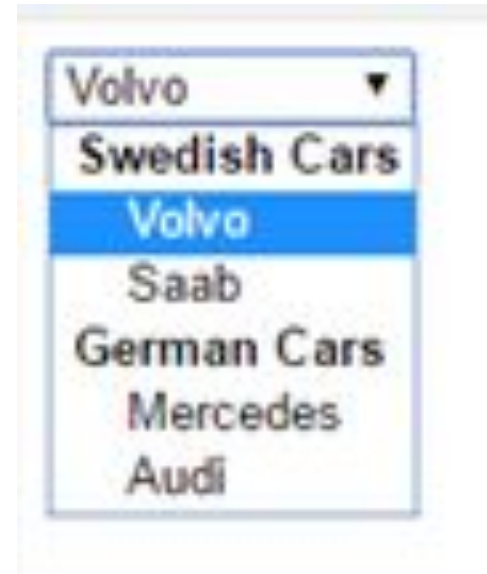 Volvo
Swedish Cars
Volvo
Saab
German Cars
Mercedes
Audi